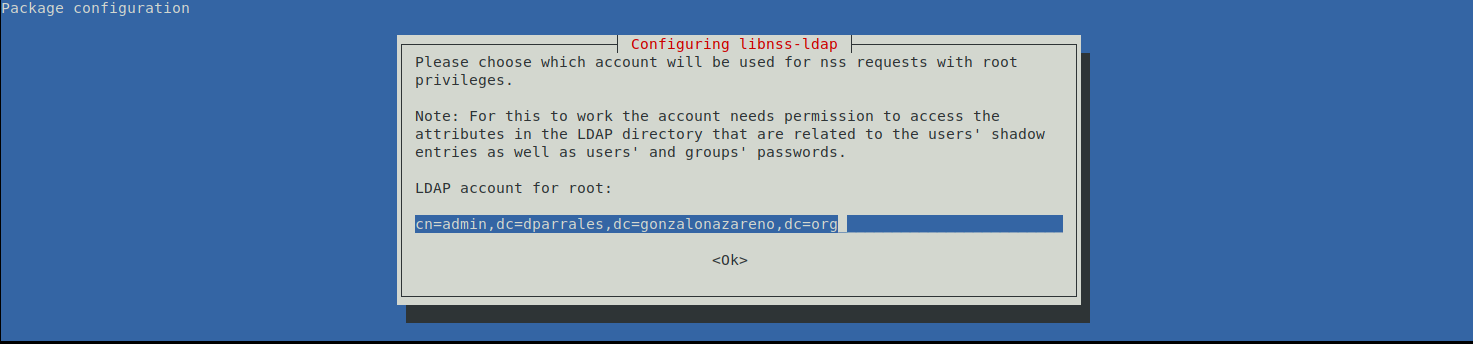 Package configuration
Configuring libnss-ldap
Please choose which account will be used for nss requests with root
privileges.
Note: For this to work the account needs permission to access the
attributes in the LDAP directory that are related to the users' shadow
entries as well as users' and groups' passwords.
LDAP account for root:
cn=admin,dc=dparrales,dc=gonzalonazareno,dc=org
<Ok>